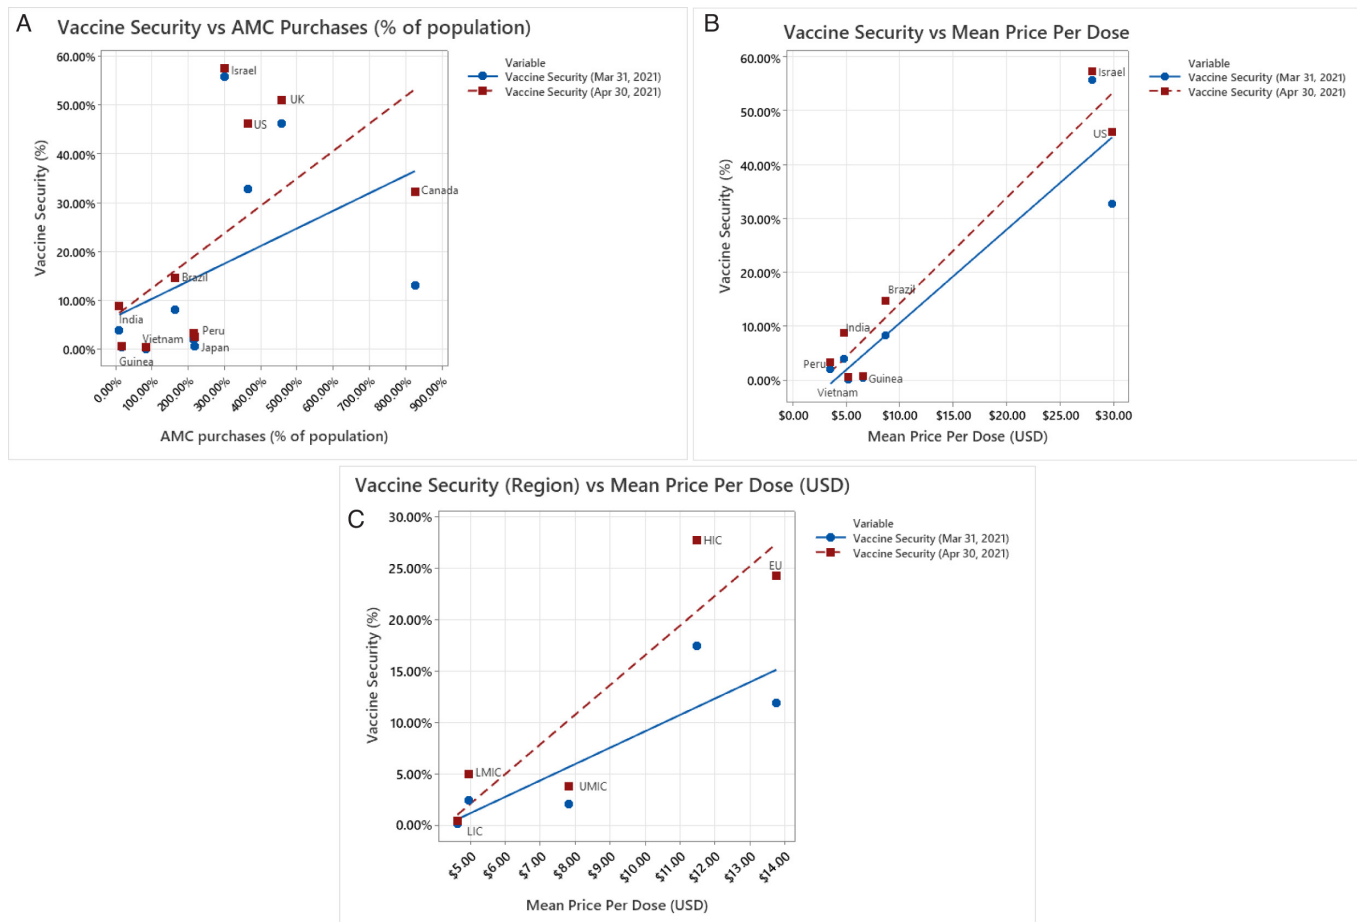 A
Vaccine Security vs AMC Purchases (% of population)
Variable
Vaccine Security (Mar 31, 2021)
Vaccine Security (Apr 30, 2021)
Vaccine Security (%)
60.00%
50.00%
40.00%
30.00%
20.00%
10.00%
0.00%
Israel
UK
US
Canada
Brazil
India
Vietnam
Peru
Japan
Guinea
0.00%
100.00%
200.00%
300.00%
400.00%
500.00%
600.00%
700.00%
800.00%
900.00%
AMC purchases (% of population)
B
Vaccine Security vs Mean Price Per Dose
Variable
Vaccine Security (Mar 31, 2021)
Vaccine Security (Apr 30, 2021)
Vaccine Security (%)
60.00%
50.00%
40.00%
30.00%
20.00%
10.00%
0.00%
Israel
US
Brazil
India
Peru
Guinea
Vietnam
$0.00
$5.00
$10.00
$15.00
$20.00
$25.00
$30.00
Mean Price Per Dose (USD)
C
Vaccine Security (Region) vs Mean Price Per Dose (USD)
Variable
Vaccine Security (Mar 31, 2021)
Vaccine Security (Apr 30, 2021)
Vaccine Security (%)
30.00%
25.00%
20.00%
15.00%
10.00%
5.00%
0.00%
HIC
EU
LMIC
UMIC
LIC
$5.00
$6.00
$7.00
$8.00
$9.00
$10.00
$11.00
$12.00
$13.00
$14.00
Mean Price Per Dose (USD)